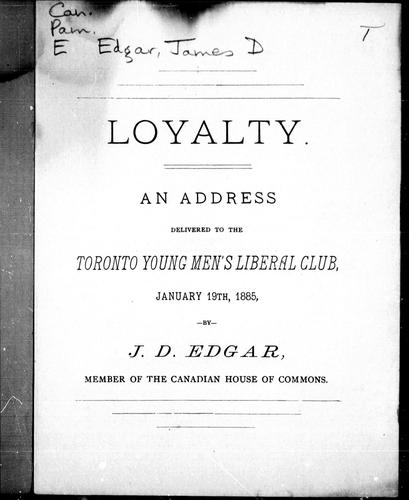 Can.
Pam.
E Edgar, James D
T
LOYALTY.
AN ADDRESS
DELIVERED TO THE
TORONTO YOUNG MEN'S LIBERAL CLUB,
JANUARY 19TH, 1885,
—BY—
J. D. EDGAR,
MEMBER OF THE CANADIAN HOUSE OF COMMONS.